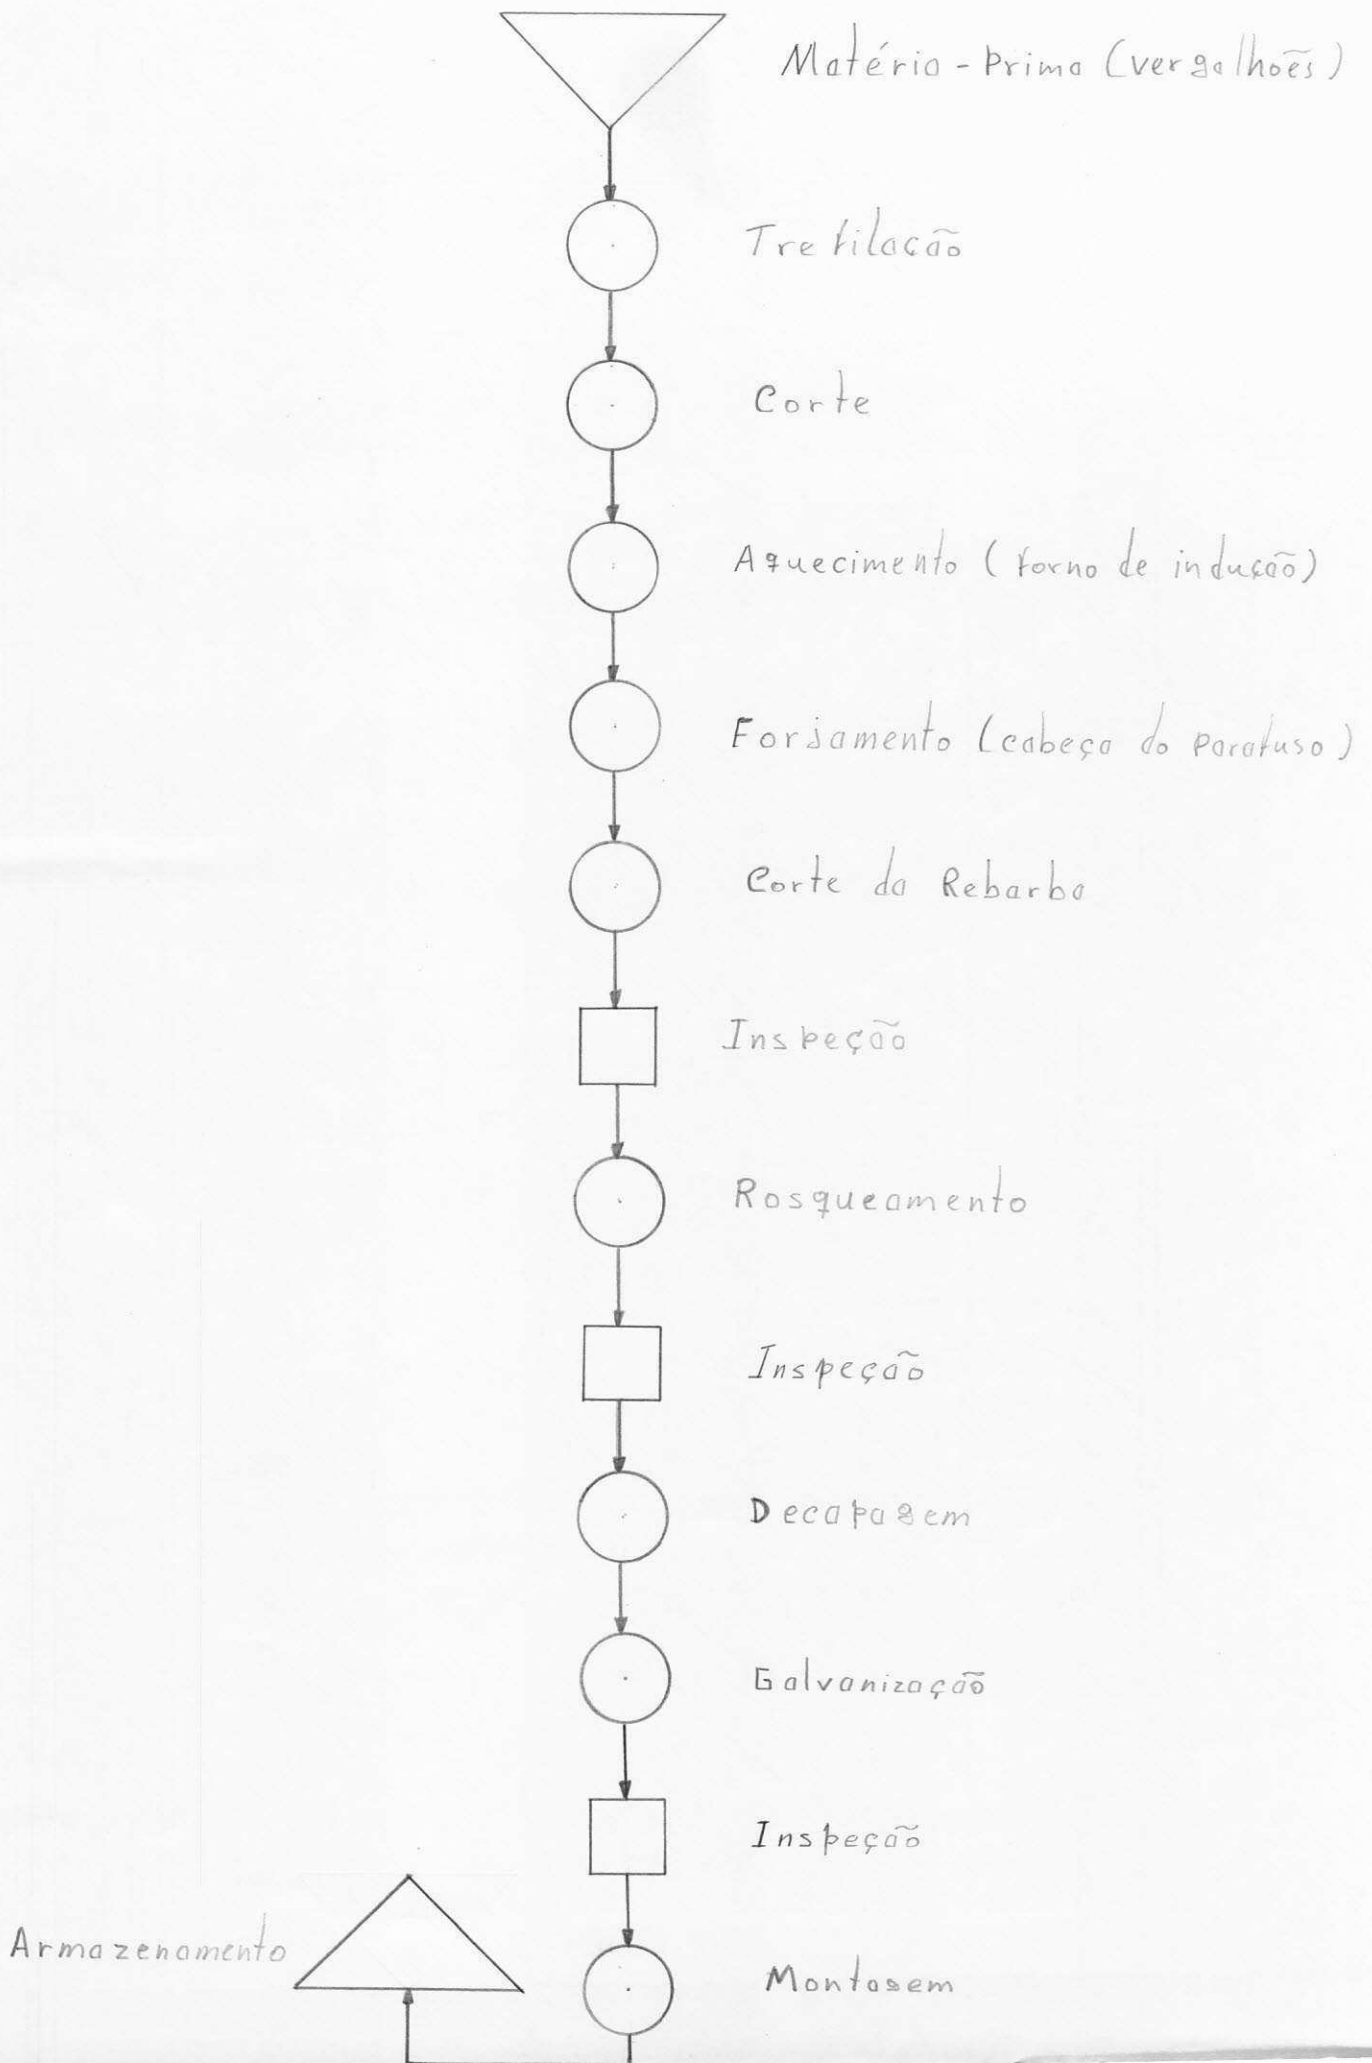 Matéria-Prima (vergalhões)
Trefilação
Corte
Aquecimento (forno de indução)
Forjamento (cabeça do parafuso)
Corte da Rebarba
Inspeção
Rosqueamento
Inspeção
Decapagem
Galvanização
Inspeção
Armazenamento
Montagem